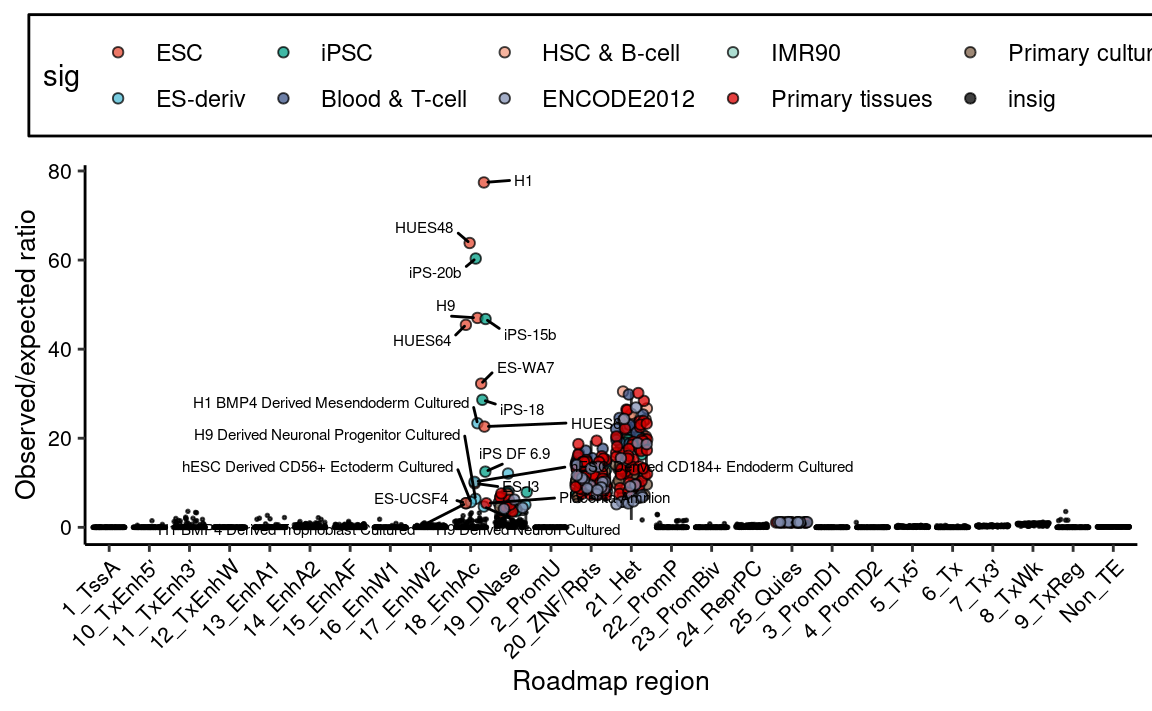 sig
ESC
iPSC
HSC & B-cell
IMR90
Primary cultur
ES-deriv
Blood & T-cell
ENCODE2012
Primary tissues
insig
Observed/expected ratio
80
60
40
20
0
H1
HUES48
iPS-20b
H9
iPS-15b
HUES64
ES-WA7
H1 BMP4 Derived Mesendoderm Cultured
iPS-18
HUES
H9 Derived Neuronal Progenitor Cultured
iPS DF 6.9
hESC Derived CD56+ Ectoderm Cultured
CD184+ Endoderm Cultured
ES-I3
ES-UCSF4
Placenta Amnion
H1 BMP4 Derived Trophoblast Cultured
H9 Derived Neuron Cultured
1_TssA
10_TxEnh5'
11_TxEnh3'
12_TxEnhW
13_EnhA1
14_EnhA2
15_EnhAF
16_EnhW1
17_EnhW2
18_EnhAc
19_DNase
2_PromU
20_ZNF/Rpts
21_Het
22_PromP
23_PromBiv
24_ReprPC
25_Quies
3_PromD1
4_PromD2
5_Tx5'
6_Tx
7_Tx3'
8_TxWk
9_TxReg
Non_TE
Roadmap region